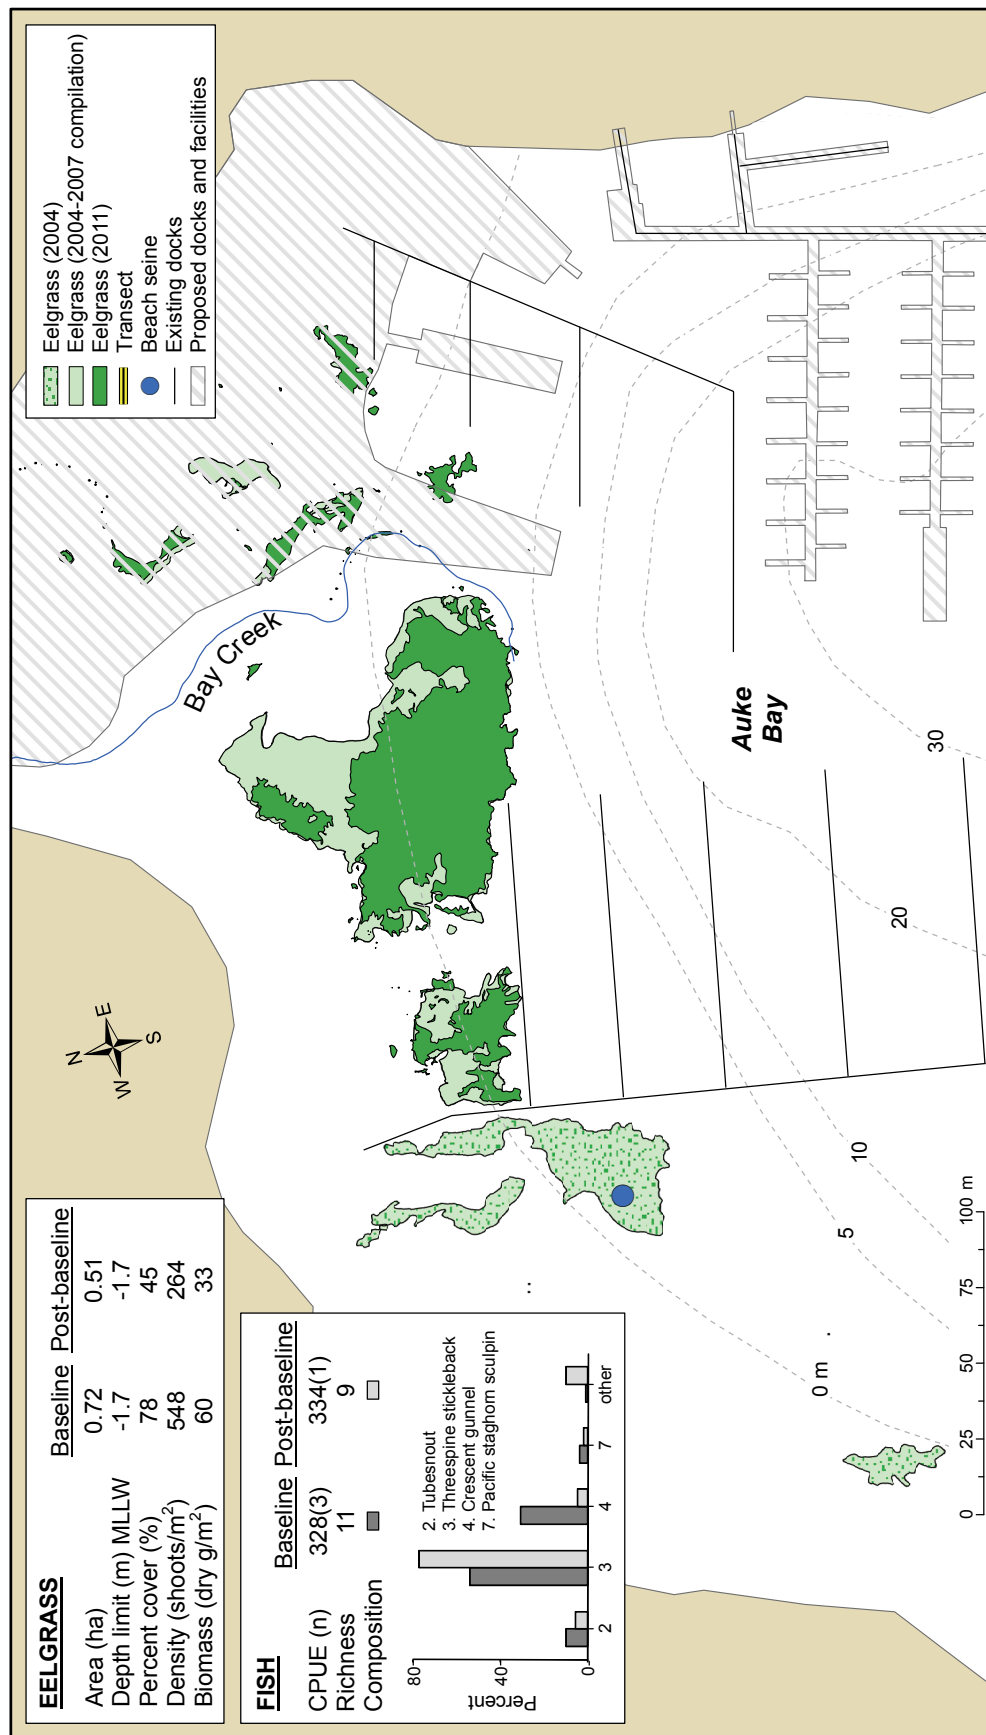 EELGRASS
Baseline Post-baseline
Area (ha) 0.72 0.51
Depth limit (m) MLLW -1.7 -1.7
Percent cover (%) 78 45
Density (shoots/m²) 548 264
Biomass (dry g/m²) 60 33
FISH
Baseline Post-baseline
CPUE (n) 328(3) 334(1)
Richness 11 9
Composition
2. Tubesnout
3. Threespine stickleback
4. Crescent gunnel
7. Pacific staghorn sculpin
80
40
0
Percent
2 3 4 7 other
N
E
S
W
Bay Creek
Eelgrass (2004)
Eelgrass (2004-2007 compilation)
Eelgrass (2011)
Transect
Beach seine
Existing docks
Proposed docks and facilities
Auke
Bay
0 m
5
10
20
30
0 25 50 75 100 m